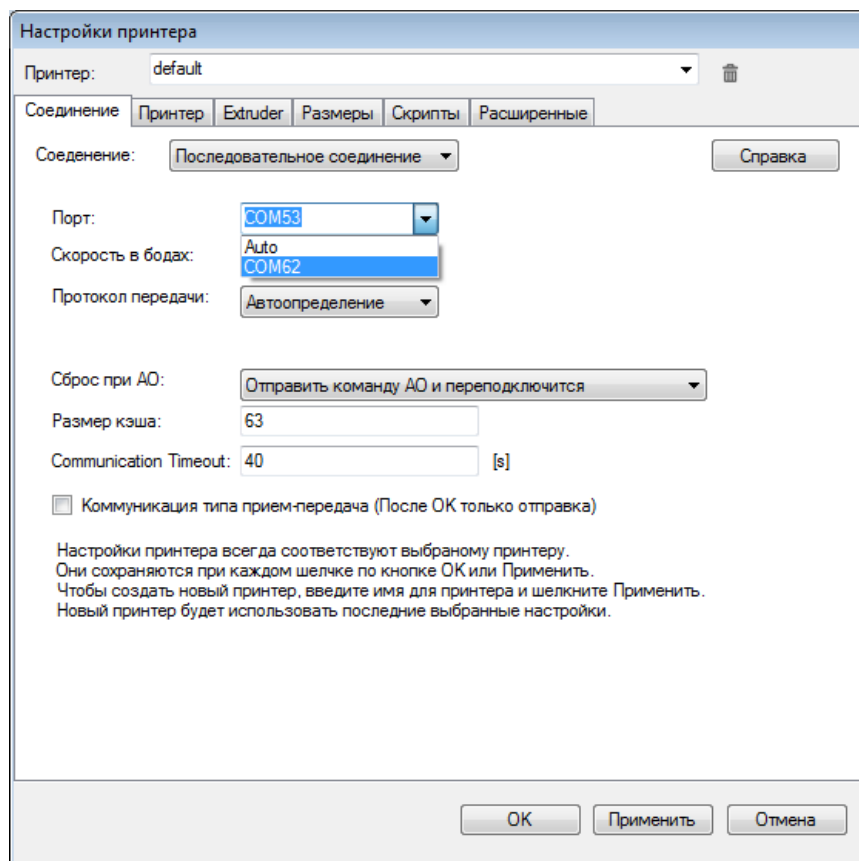 Настройки принтера
Принтер: default
Соединение Принтер Extruder Размеры Скрипты Расширенные
Соеденение: Последовательное соединение Справка
Порт: COM53
Auto
Скорость в бодах: COM62
Протокол передачи: Автоопределение
Сброс при АО: Отправить команду АО и переподключится
Размер кэша: 63
Communication Timeout: 40 [s]
Коммуникация типа прием-передача (После ОК только отправка)
Настройки принтера всегда соответствуют выбраному принтеру.
Они сохраняются при каждом шелчке по кнопке ОК или Применить.
Чтобы создать новый принтер, введите имя для принтера и шелкните Применить.
Новый принтер будет использовать последние выбранные настройки.
ОК Применить Отмена